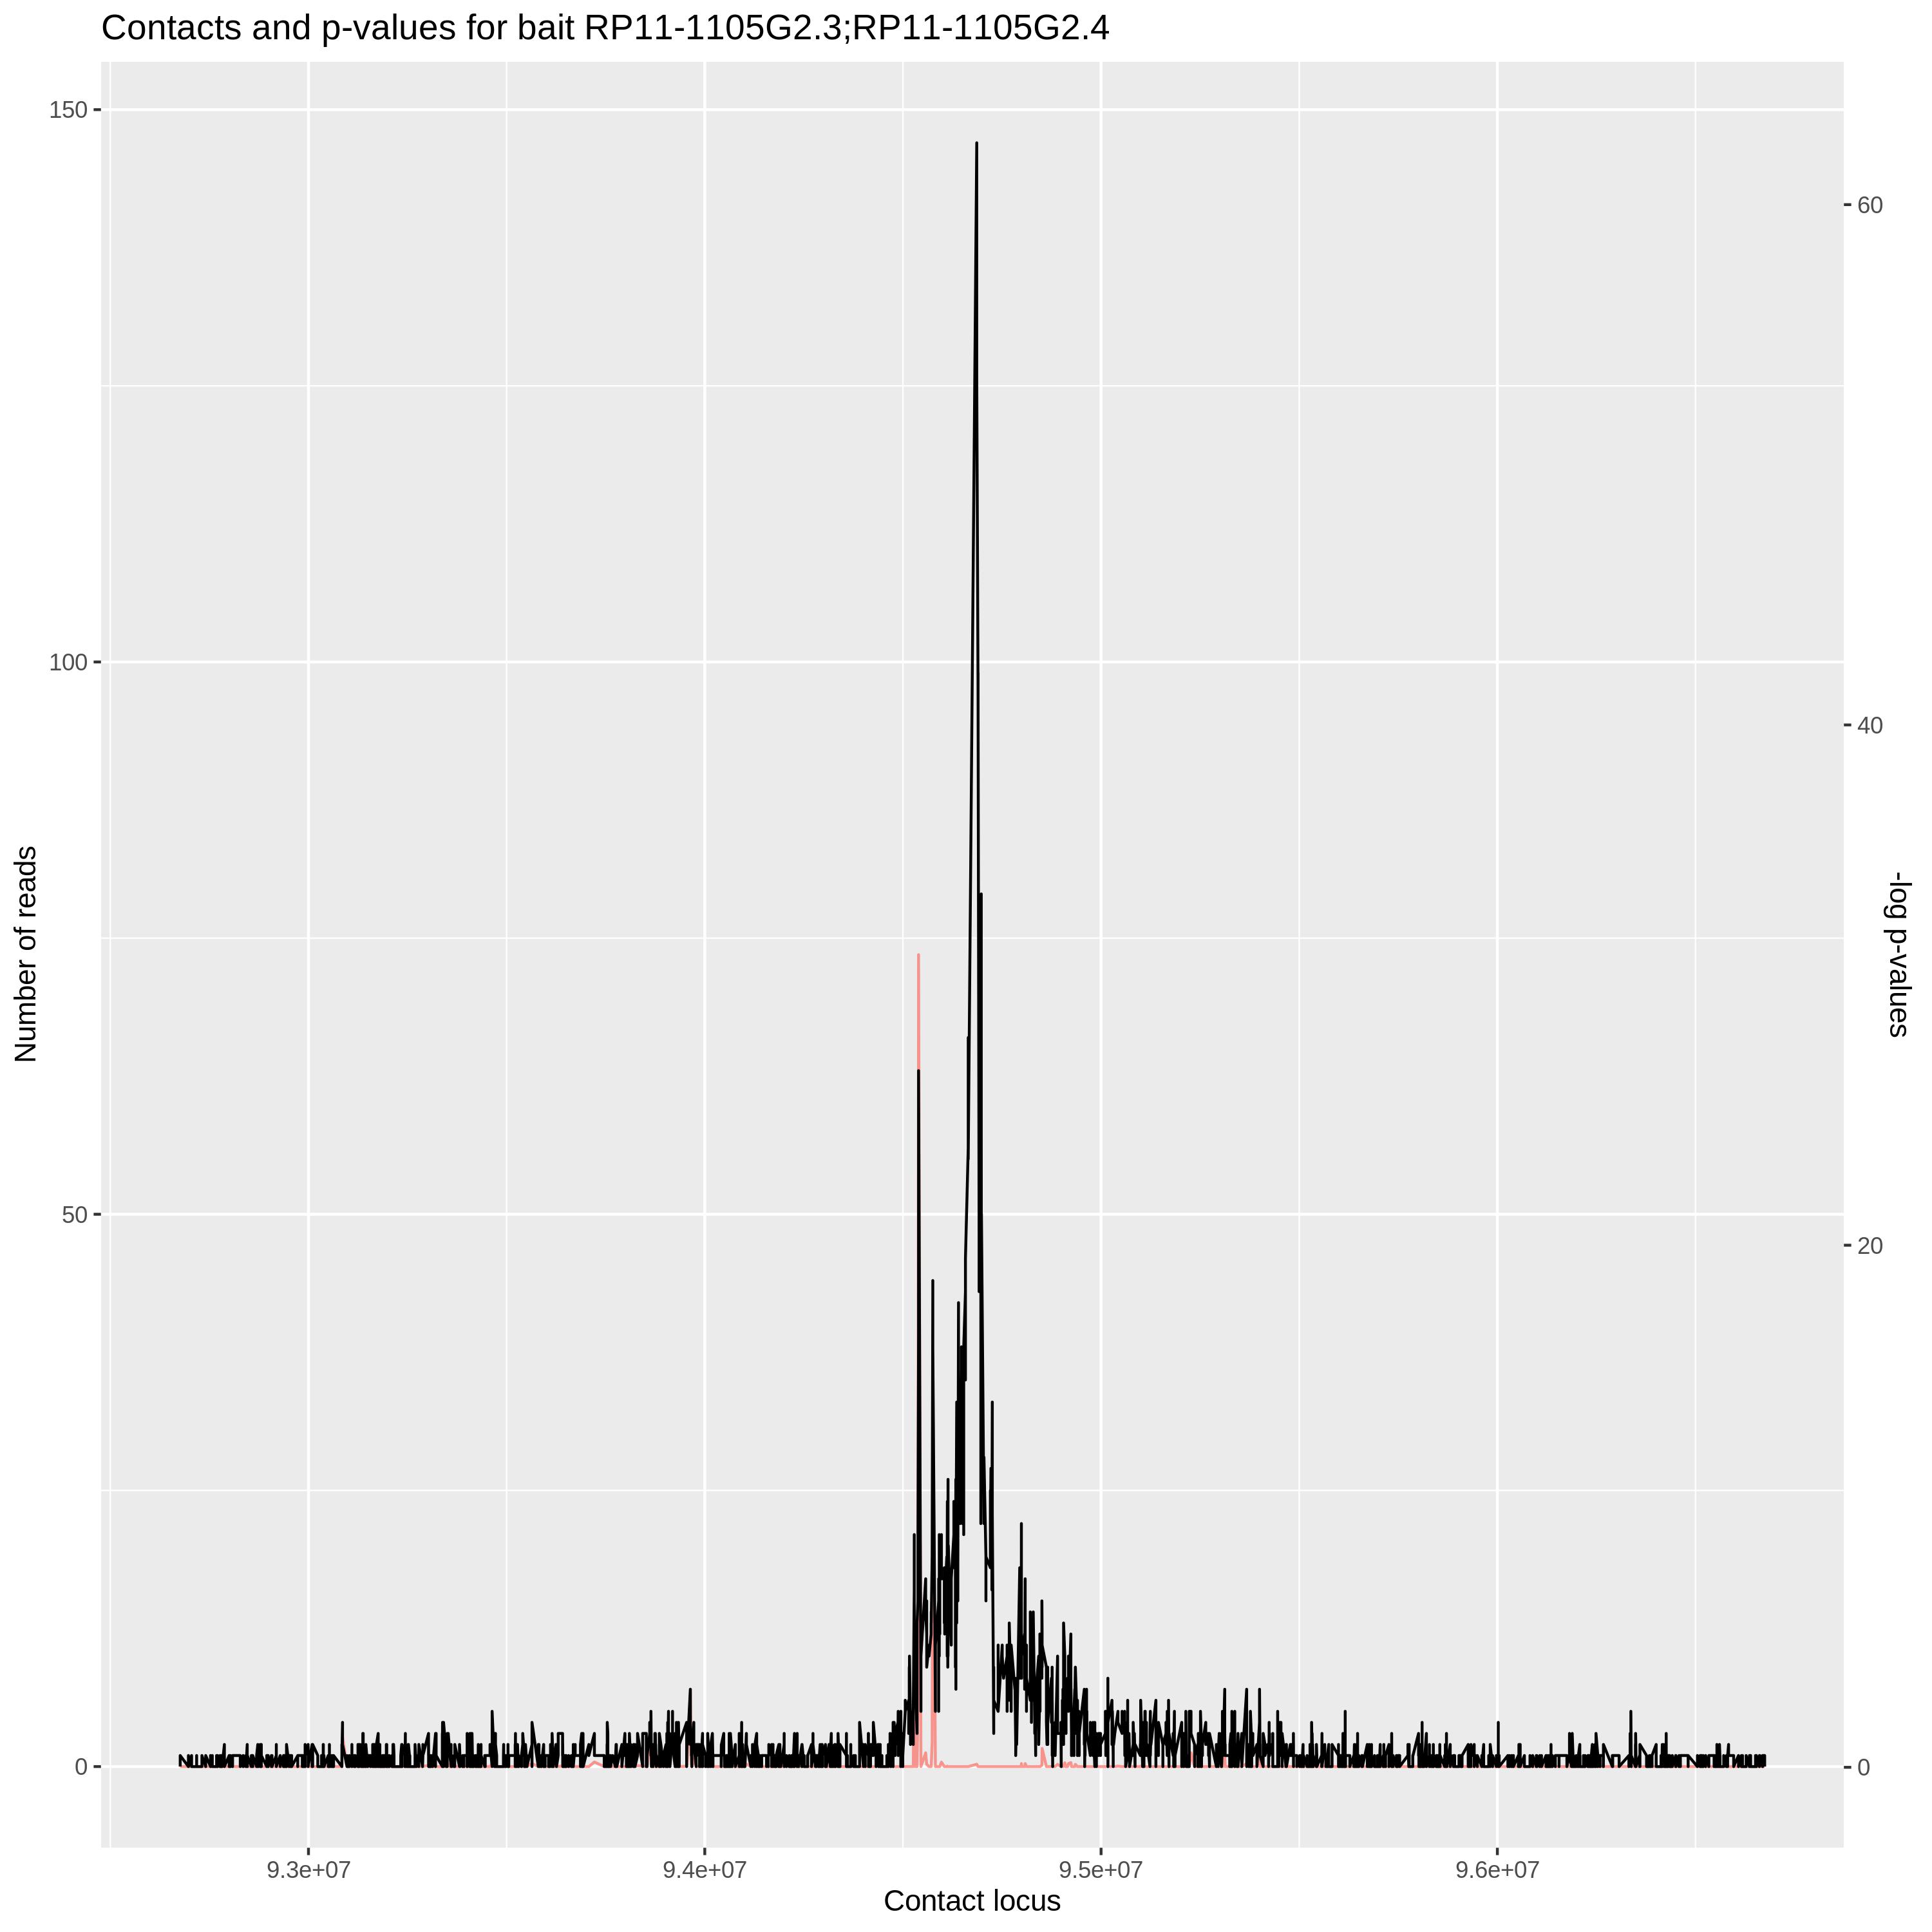 Contacts and p-values for bait RP11-1105G2.3;RP11-1105G2.4
150
100
50
0
Number of reads
60
40
20
0
-log p-values
9.3e+07 9.4e+07 9.5e+07 9.6e+07
Contact locus